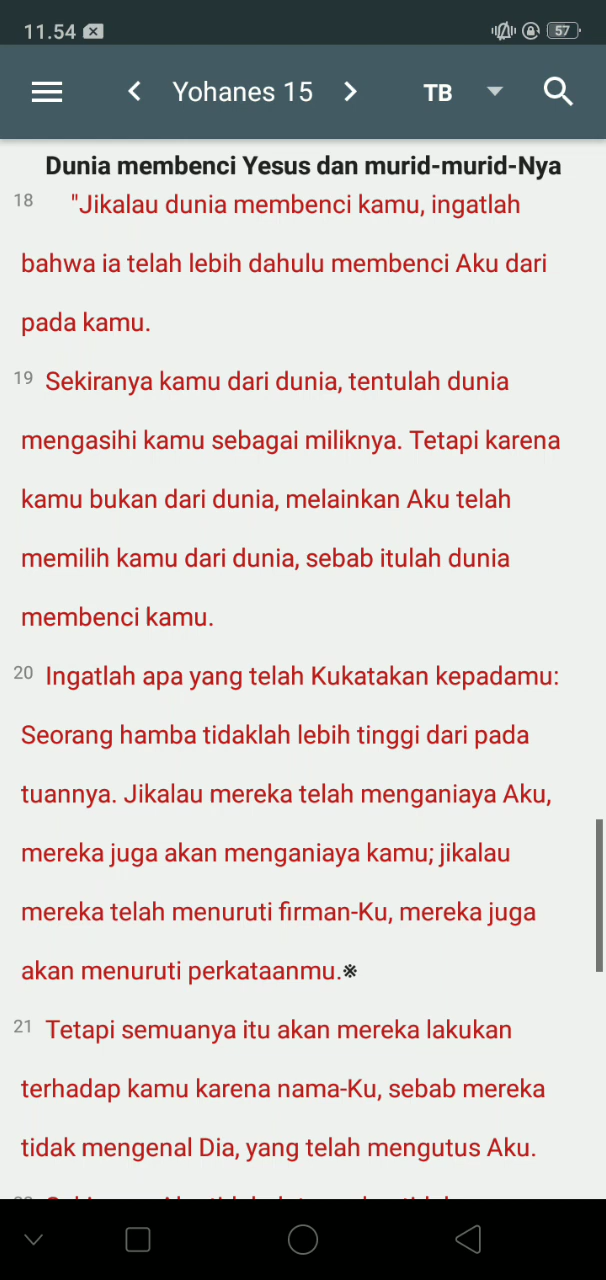 11.54
57
Yohanes 15
TB
Dunia membenci Yesus dan murid-murid-Nya
18 "Jikalau dunia membenci kamu, ingatlah
bahwa ia telah lebih dahulu membenci Aku dari
pada kamu.
19 Sekiranya kamu dari dunia, tentulah dunia
mengasihi kamu sebagai miliknya. Tetapi karena
kamu bukan dari dunia, melainkan Aku telah
memilih kamu dari dunia, sebab itulah dunia
membenci kamu.
20 Ingatlah apa yang telah Kukatakan kepadamu:
Seorang hamba tidaklah lebih tinggi dari pada
tuannya. Jikalau mereka telah menganiaya Aku,
mereka juga akan menganiaya kamu; jikalau
mereka telah menuruti firman-Ku, mereka juga
akan menuruti perkataanmu.※
21 Tetapi semuanya itu akan mereka lakukan
terhadap kamu karena nama-Ku, sebab mereka
tidak mengenal Dia, yang telah mengutus Aku.